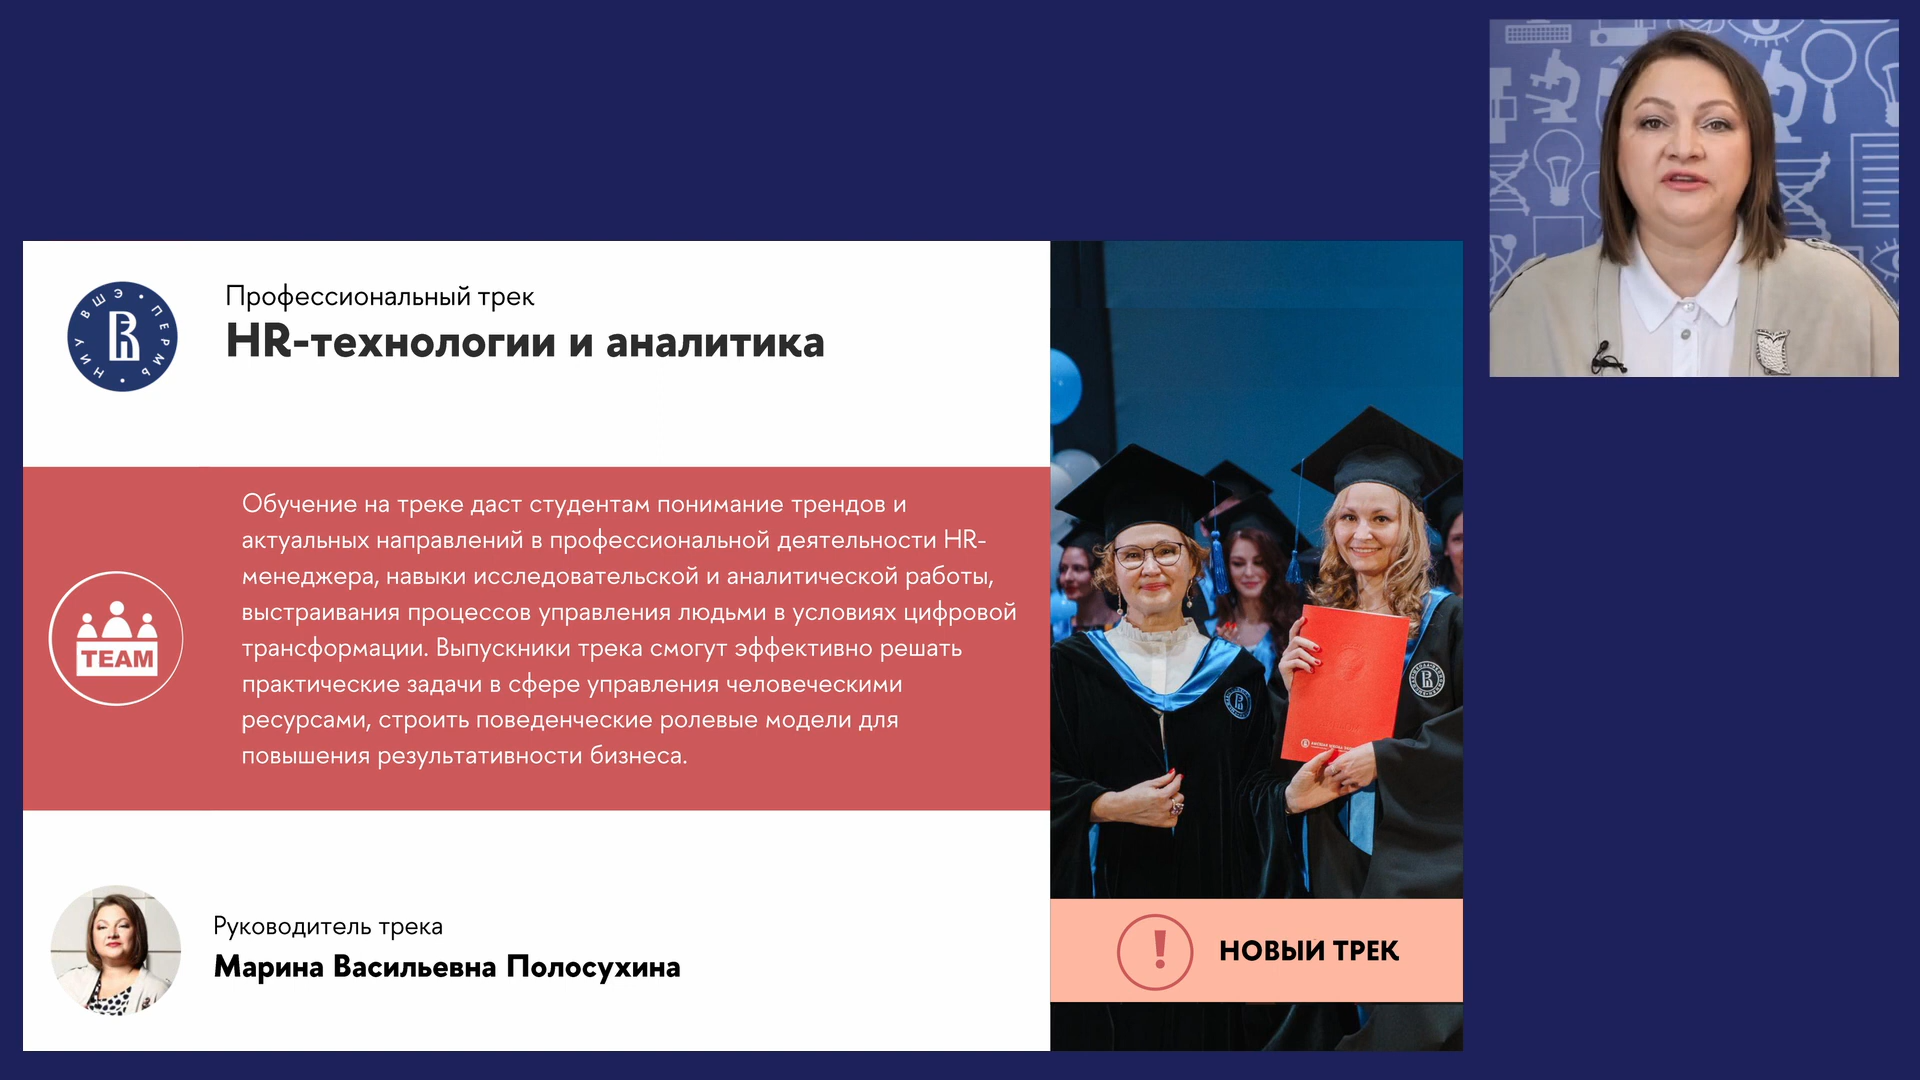 НИУ ВШЭ • ПЕРМЬ •
Профессиональный трек
HR-технологии и аналитика
Обучение на треке даст студентам понимание трендов и
актуальных направлений в профессиональной деятельности HR-
менеджера, навыки исследовательской и аналитической работы,
выстраивания процессов управления людьми в условиях цифровой
трансформации. Выпускники трека смогут эффективно решать
практические задачи в сфере управления человеческими
ресурсами, строить поведенческие ролевые модели для
повышения результативности бизнеса.
TEAM
Руководитель трека
Марина Васильевна Полосухина
! НОВЫЙ ТРЕК